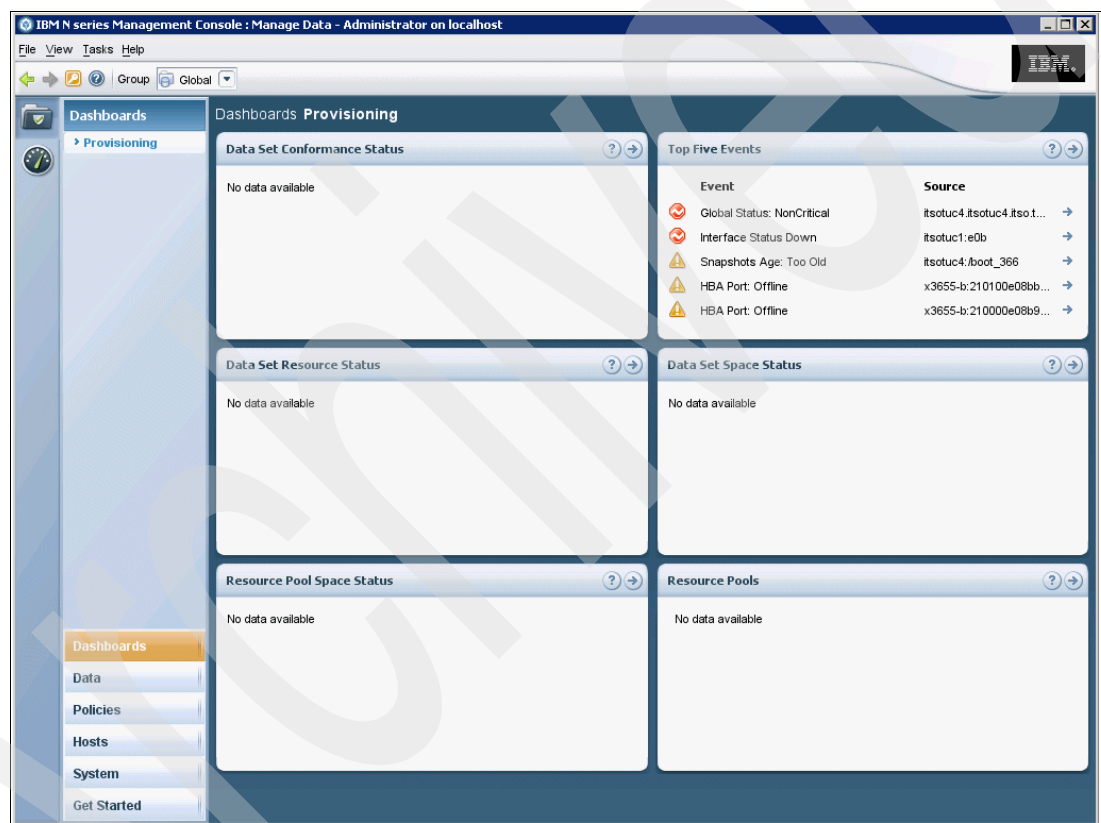 IBM N series Management Console : Manage Data - Administrator on localhost
File View Tasks Help
IBM.
Group Global
Dashboards
> Provisioning
Dashboards Provisioning
Data Set Conformance Status
No data available
Top Five Events
Event Source
Global Status: NonCritical itsotuc4.itsotuc4.itso.t...
Interface Status Down itsotuc1:e0b
Snapshots Age: Too Old itsotuc4:/boot_366
HBA Port: Offline x3655-b:210100e08bb...
HBA Port: Offline x3655-b:210000e08b9...
Data Set Resource Status
No data available
Data Set Space Status
No data available
Resource Pool Space Status
No data available
Resource Pools
No data available
Dashboards
Data
Policies
Hosts
System
Get Started